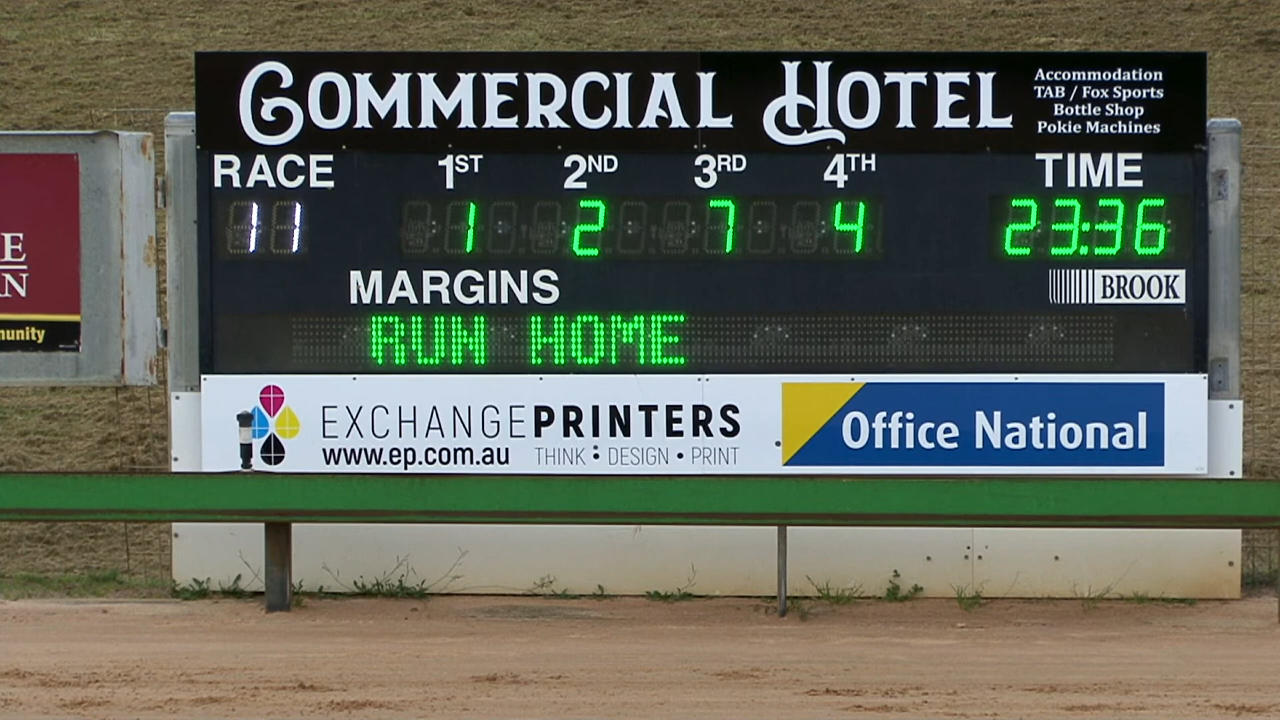 COMMERCIAL HOTEL
Accommodation
TAB / Fox Sports
Bottle Shop
Pokie Machines
RACE 1ST 2ND 3RD 4TH TIME
11 1 2 7 4 23:36
MARGINS
BROOK
RUN HOME
EXCHANGEPRINTERS
www.ep.com.au THINK • DESIGN • PRINT
Office National